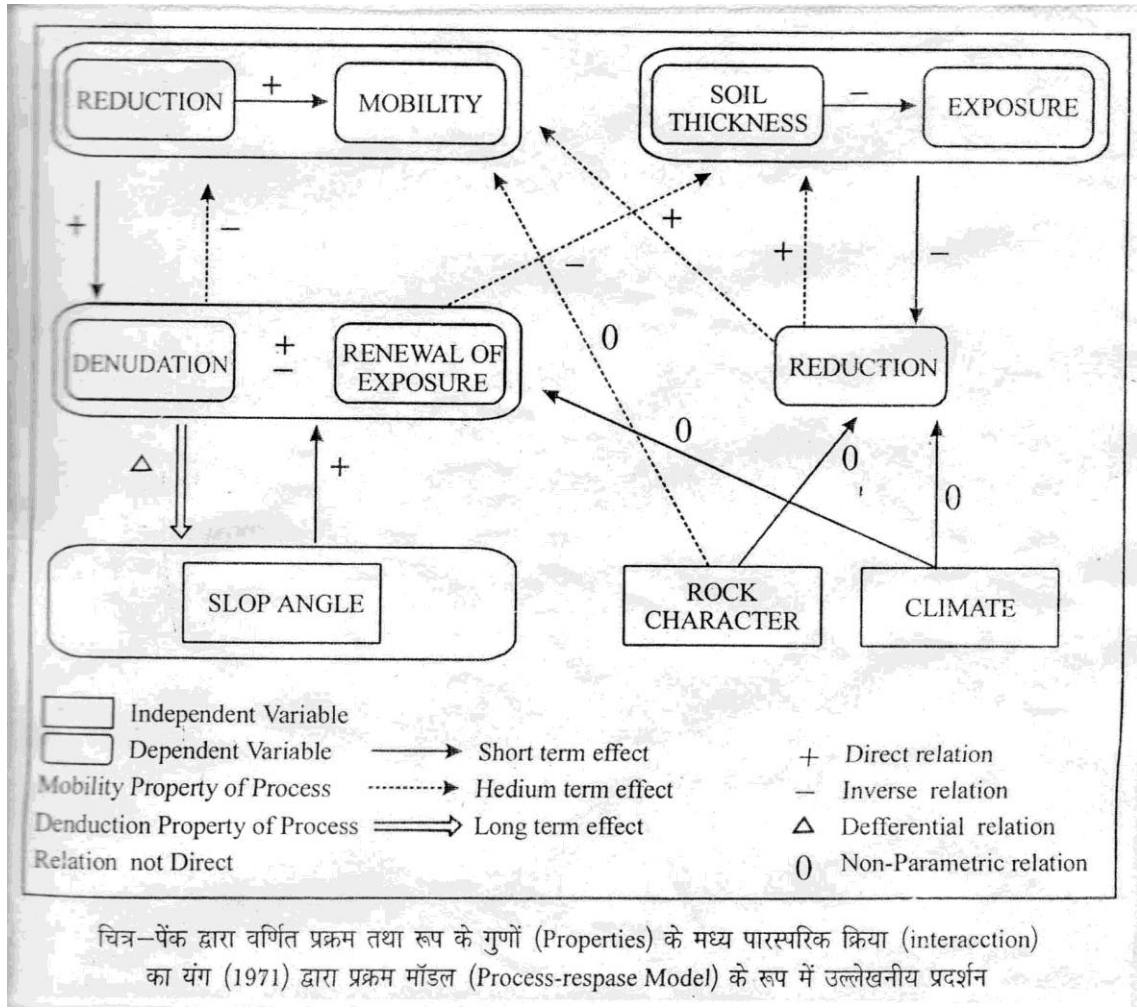 REDUCTION + MOBILITY
SOIL
THICKNESS − EXPOSURE
+ − − + + −
DENUDATION + − RENEWAL OF
EXPOSURE
0
REDUCTION
0 0 0
△ +
SLOP ANGLE
ROCK
CHARACTER
CLIMATE
Independent Variable
Dependent Variable
Short term effect
+ Direct relation
Mobility Property of Process
Hedium term effect
− Inverse relation
Denduction Property of Process
Long term effect
△ Defferential relation
Relation not Direct
0 Non-Parametric relation
चित्र–पेंक द्वारा वर्णित प्रक्रम तथा रूप के गुणों (Properties) के मध्य पारस्परिक क्रिया (interacction)
का यंग (1971) द्वारा प्रक्रम मॉडल (Process-respase Model) के रूप में उल्लेखनीय प्रदर्शन